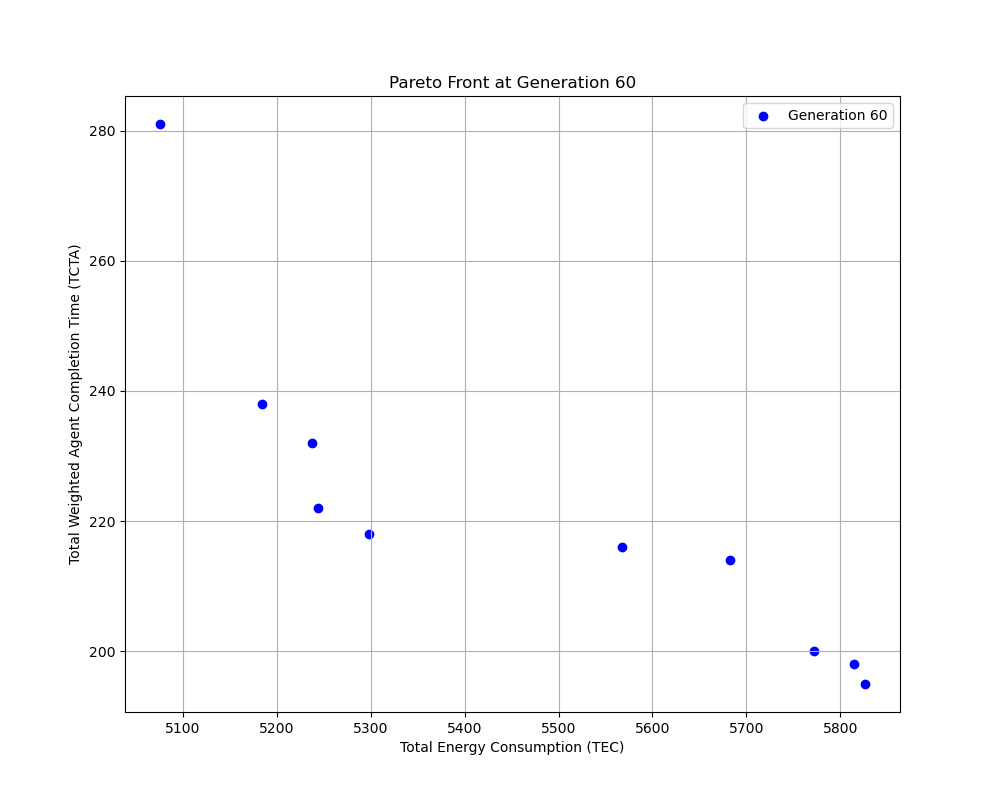 Pareto Front at Generation 60
Generation 60
Total Weighted Agent Completion Time (TCTA)
280
260
240
220
200
5100 5200 5300 5400 5500 5600 5700 5800
Total Energy Consumption (TEC)